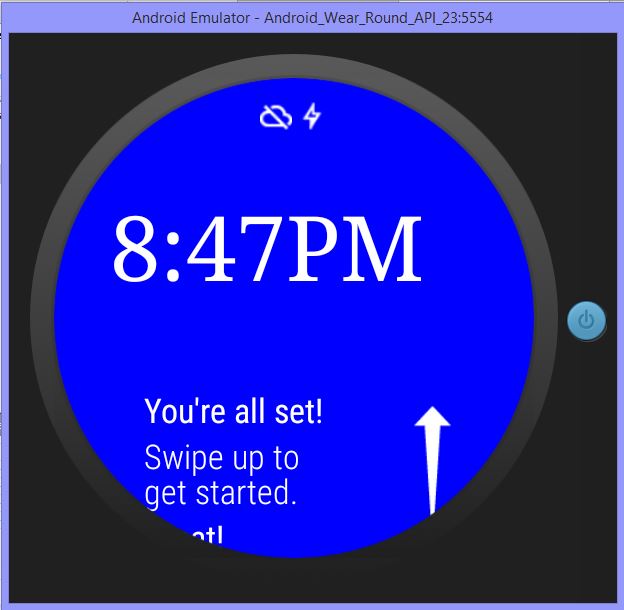 Android Emulator - Android_Wear_Round_API_23:5554
8:47PM
You're all set!
Swipe up to
get started.